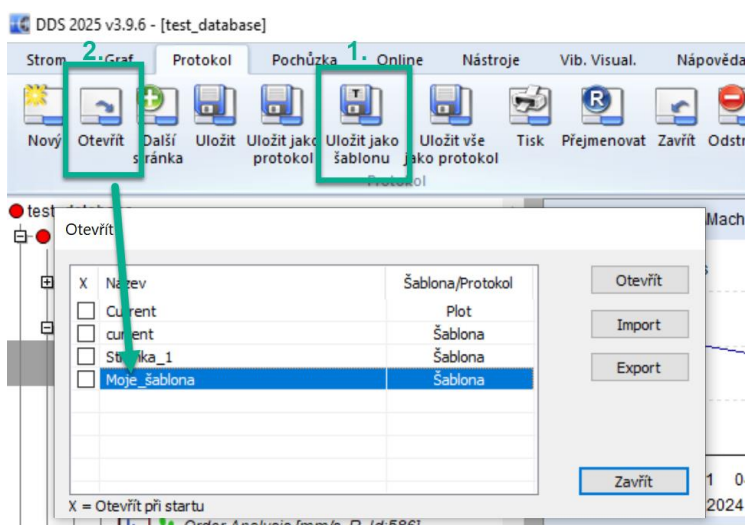 DDS 2025 v3.9.6 - [test_database]
2. 1.
Strom Graf Protokol Pochůzka Online Nástroje Vib. Visual. Nápověda
T R
Nový Otevřít Další stránka Uložit Uložit jako protokol Uložit jako šablonu Uložit vše jako protokol Tisk Přejmenovat Zavřít
Protokol
Otevřít
X Název Šablona/Protokol
Current Plot
current Šablona
Stránka_1 Šablona
Moje_šablona Šablona
Otevřít
Import
Export
Zavřít
X = Otevřít při startu
2024